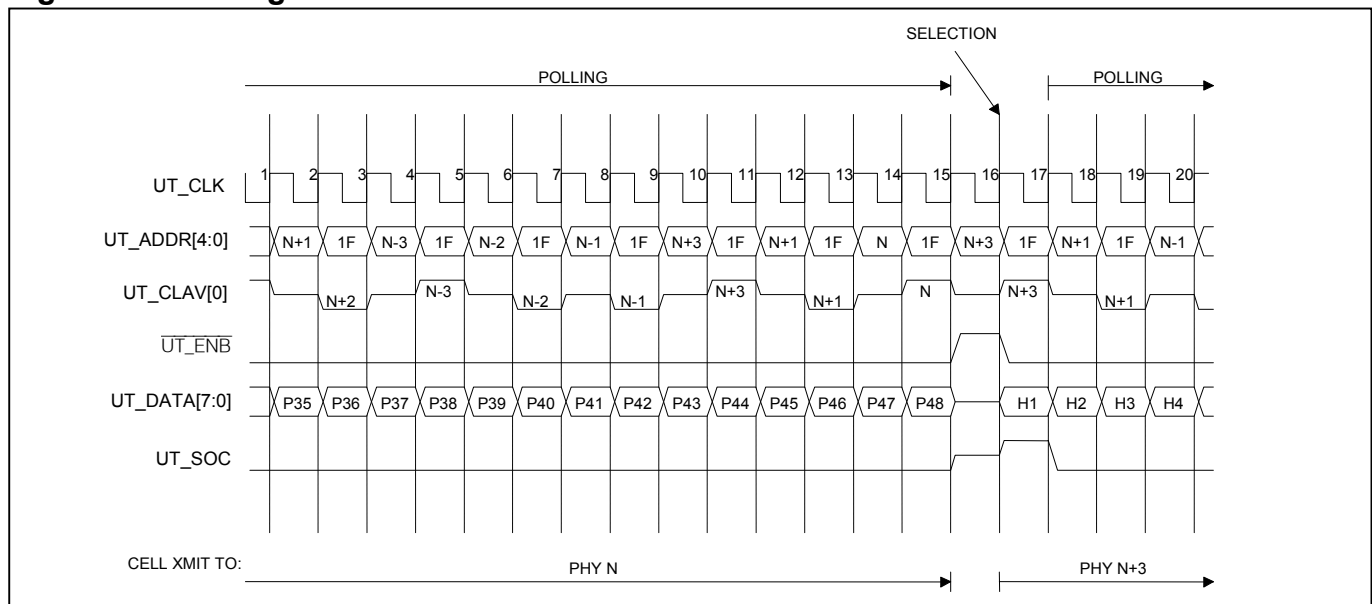 SELECTION
POLLING POLLING
UT_CLK 1 2 3 4 5 6 7 8 9 10 11 12 13 14 15 16 17 18 19 20
UT_ADDR[4:0] N+1 1F N-3 1F N-2 1F N-1 1F N+3 1F N+1 1F N 1F N+3 1F N+1 1F N-1
UT_CLAV[0] N+2 N-3 N-2 N-1 N+3 N+1 N N+3 N+1
UT_ENB
UT_DATA[7:0] P35 P36 P37 P38 P39 P40 P41 P42 P43 P44 P45 P46 P47 P48 H1 H2 H3 H4
UT_SOC
CELL XMIT TO: PHY N PHY N+3